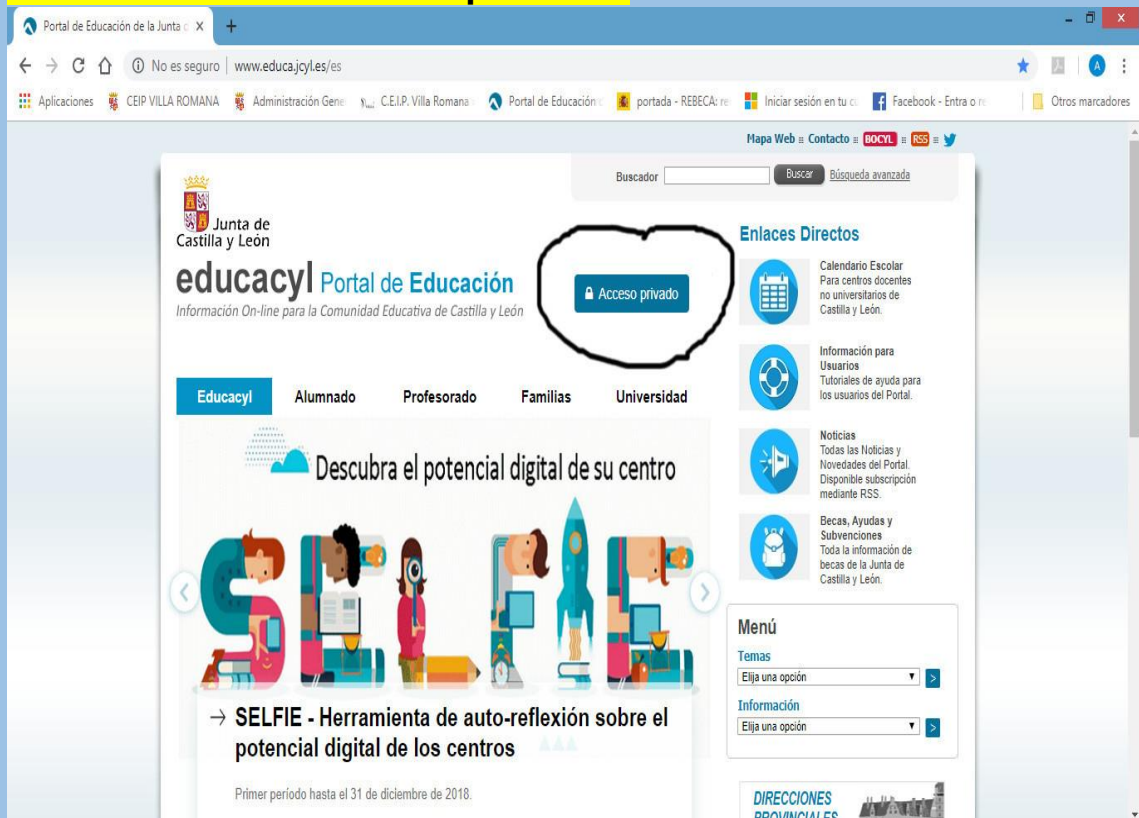 Portal de Educación de la Junta
No es seguro | www.educa.jcyl.es/es
Aplicaciones CEIP VILLA ROMANA Administración Gene C.E.I.P. Villa Romana Portal de Educación portada - REBECA: re Iniciar sesión en tu Facebook - Entra o Otros marcadores
Mapa Web :: Contacto :: BOCYL :: RSS ::
Buscador Buscar Búsqueda avanzada
Junta de
Castilla y León
educacyl Portal de Educación
Información On-line para la Comunidad Educativa de Castilla y León
Acceso privado
Educacyl Alumnado Profesorado Familias Universidad
Descubra el potencial digital de su centro
SELFIE
→ SELFIE - Herramienta de auto-reflexión sobre el
potencial digital de los centros
Primer período hasta el 31 de diciembre de 2018.
Enlaces Directos
Calendario Escolar
Para centros docentes
no universitarios de
Castilla y León.
Información para
Usuarios
Tutoriales de ayuda para
los usuarios del Portal.
Noticias
Todas las Noticias y
Novedades del Portal.
Disponible subscripción
mediante RSS.
Becas, Ayudas y
Subvenciones
Toda la información de
becas de la Junta de
Castilla y León.
Menú
Temas
Elija una opción
Información
Elija una opción
DIRECCIONES
PROVINCIALES